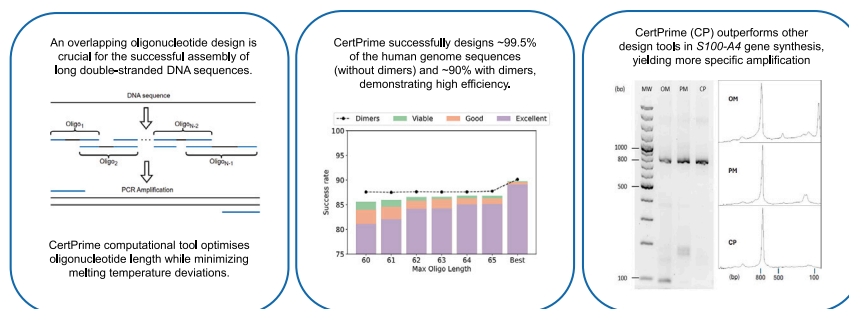 An overlapping oligonucleotide design is
crucial for the successful assembly of
long double-stranded DNA sequences.
DNA sequence
Oligo1
OligoN-2
Oligo2
OligoN-1
PCR Amplification
CertPrime computational tool optimises
oligonucleotide length while minimizing
melting temperature deviations.
CertPrime successfully designs ~99.5%
of the human genome sequences
(without dimers) and ~90% with dimers,
demonstrating high efficiency.
Dimers
Viable
Good
Excellent
100
95
90
85
80
75
Success rate
60 61 62 63 64 65 Best
Max Oligo Length
CertPrime (CP) outperforms other
design tools in S100-A4 gene synthesis,
yielding more specific amplification
(bp) MW OM PM CP
1000
800
500
100
OM
PM
CP
(bp) 800 500 100